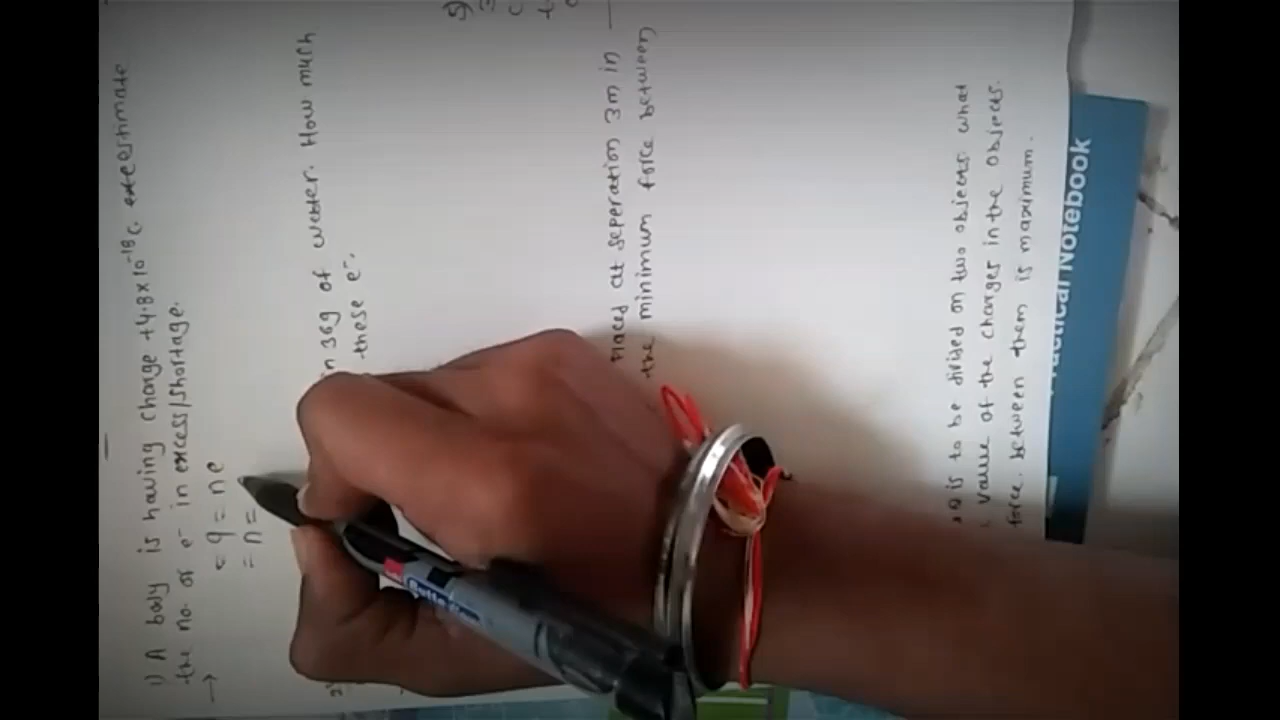 1) A body is having charge +4.8x10⁻¹⁸C. estimate
the no. of e⁻ in excess/shortage.
→ = q = ne
= n =
2)
n 36g of water. How much
these e⁻.
Placed at seperation 3m in
the minimum force between
5)
Q is to be divided on two objects what
value of the charges in the objects.
force between them is maximum.
Practical Notebook